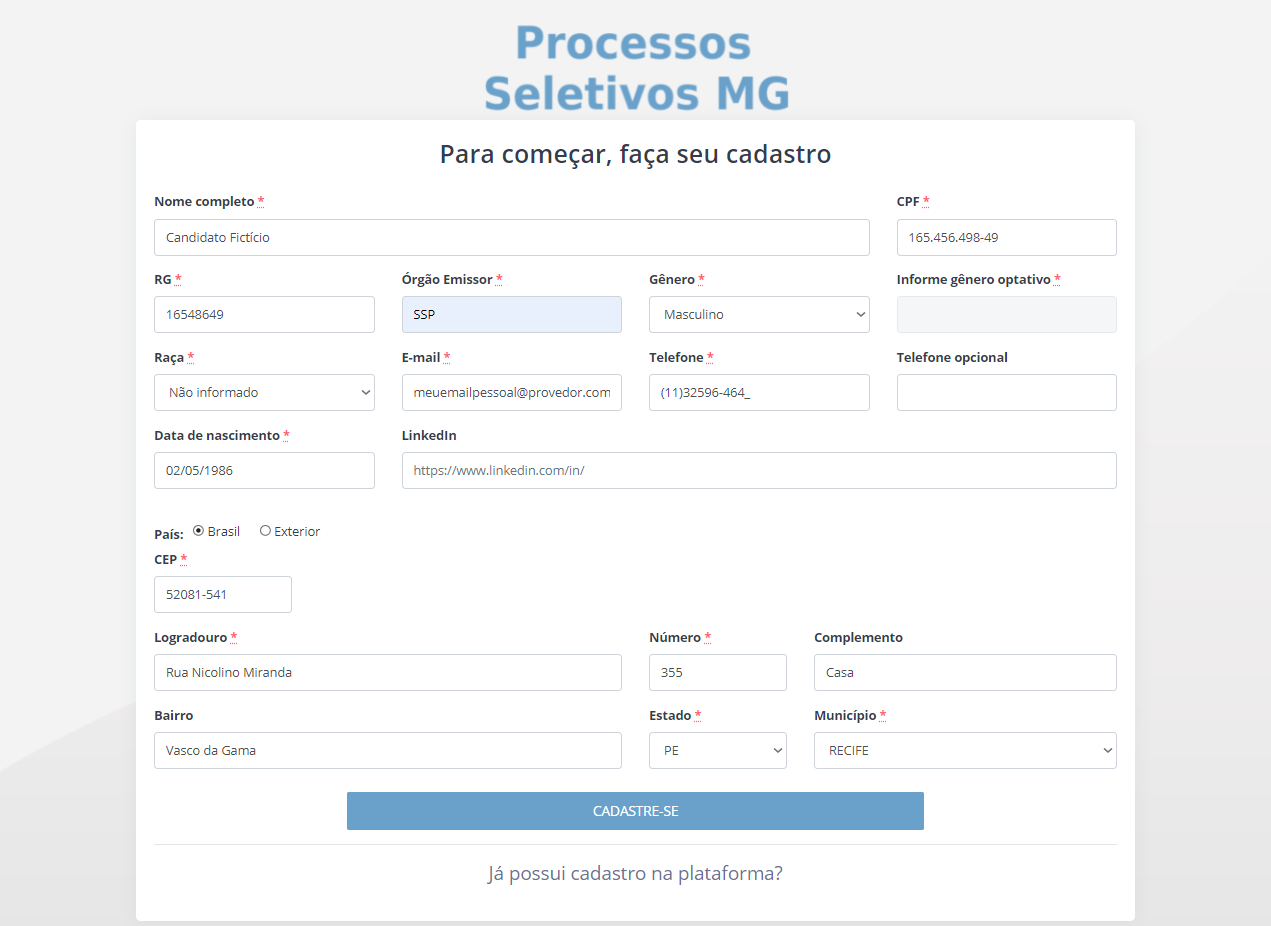 Processos
Seletivos MG
Para começar, faça seu cadastro
Nome completo * CPF *
Candidato Fictício 165.456.498-49
RG * Órgão Emissor * Gênero * Informe gênero optativo *
16548649 SSP Masculino
Raça * E-mail * Telefone * Telefone opcional
Não informado meuemailpessoal@provedor.com (11)32596-464_
Data de nascimento * LinkedIn
02/05/1986 https://www.linkedin.com/in/
País: Brasil Exterior
CEP *
52081-541
Logradouro * Número * Complemento
Rua Nicolino Miranda 355 Casa
Bairro Estado * Município *
Vasco da Gama PE RECIFE
CADASTRE-SE
Já possui cadastro na plataforma?